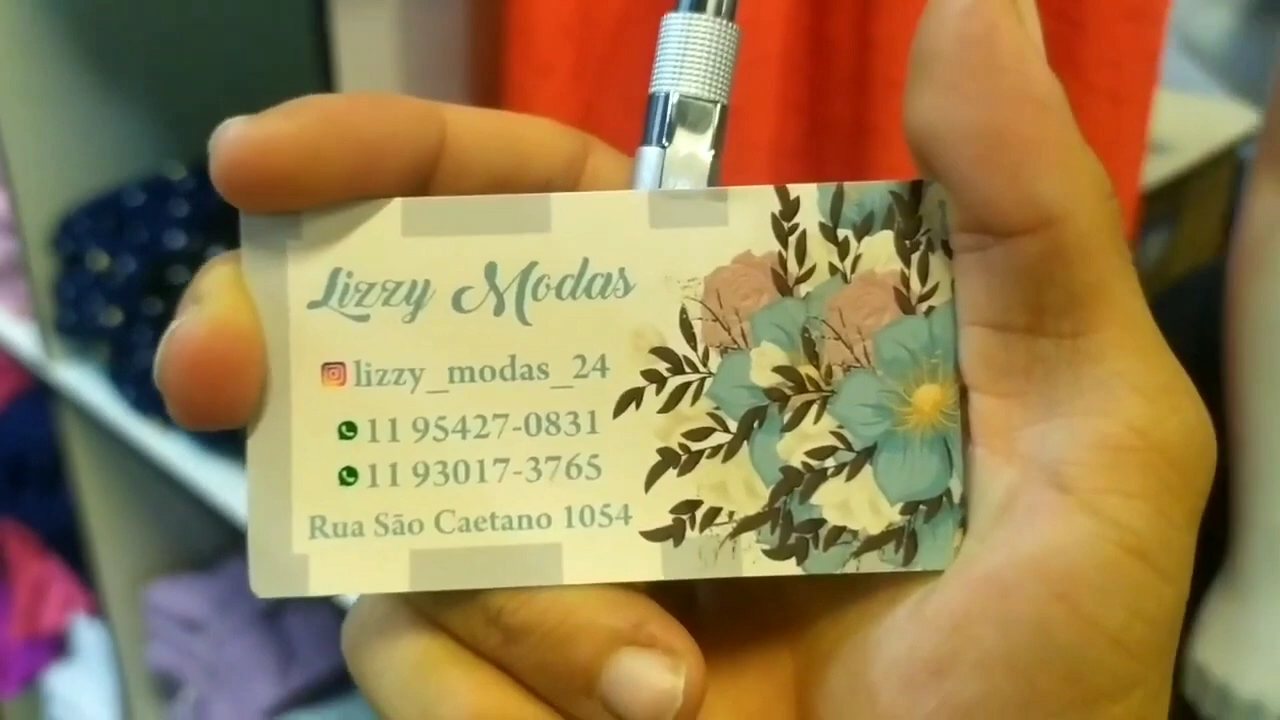 Lizzy Modas
lizzy_modas_24
11 95427-0831
11 93017-3765
Rua São Caetano 1054